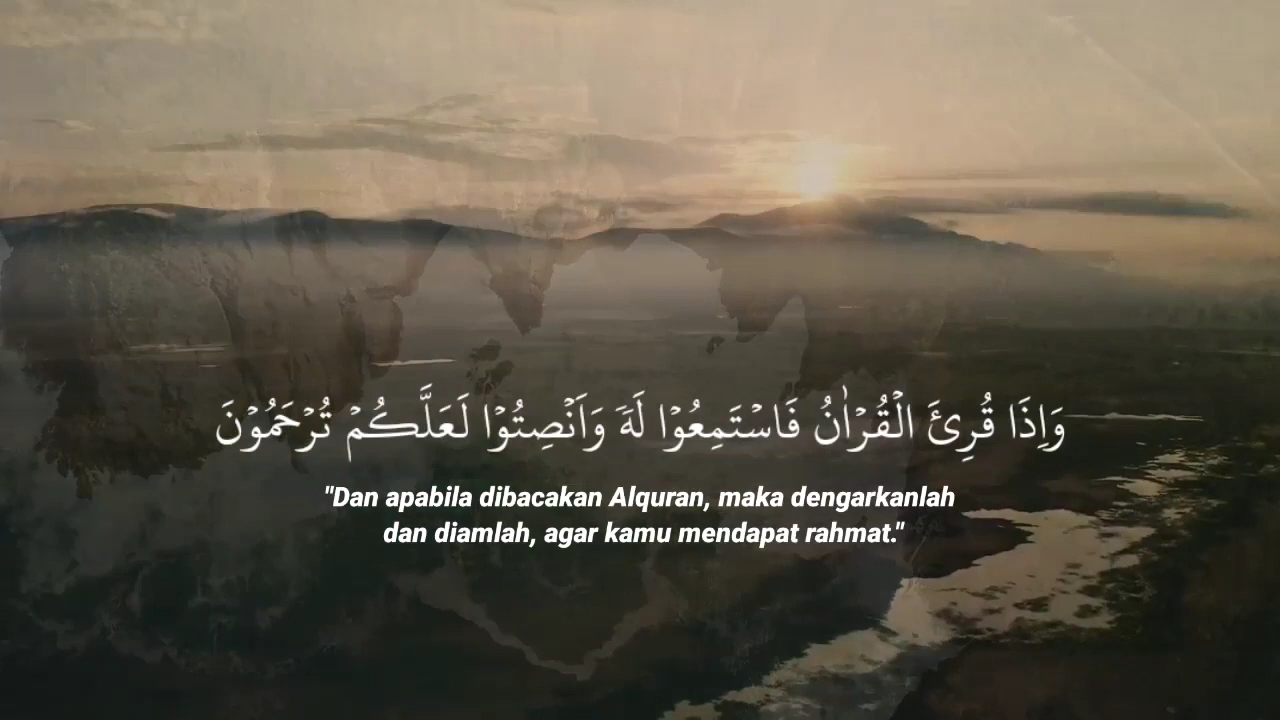 وَاِذَا قُرِئَ الْقُرْاٰنُ فَاسْتَمِعُوْا لَهٗ وَاَنْصِتُوْا لَعَلَّكُمْ تُرْحَمُوْنَ
"Dan apabila dibacakan Alquran, maka dengarkanlah
dan diamlah, agar kamu mendapat rahmat."